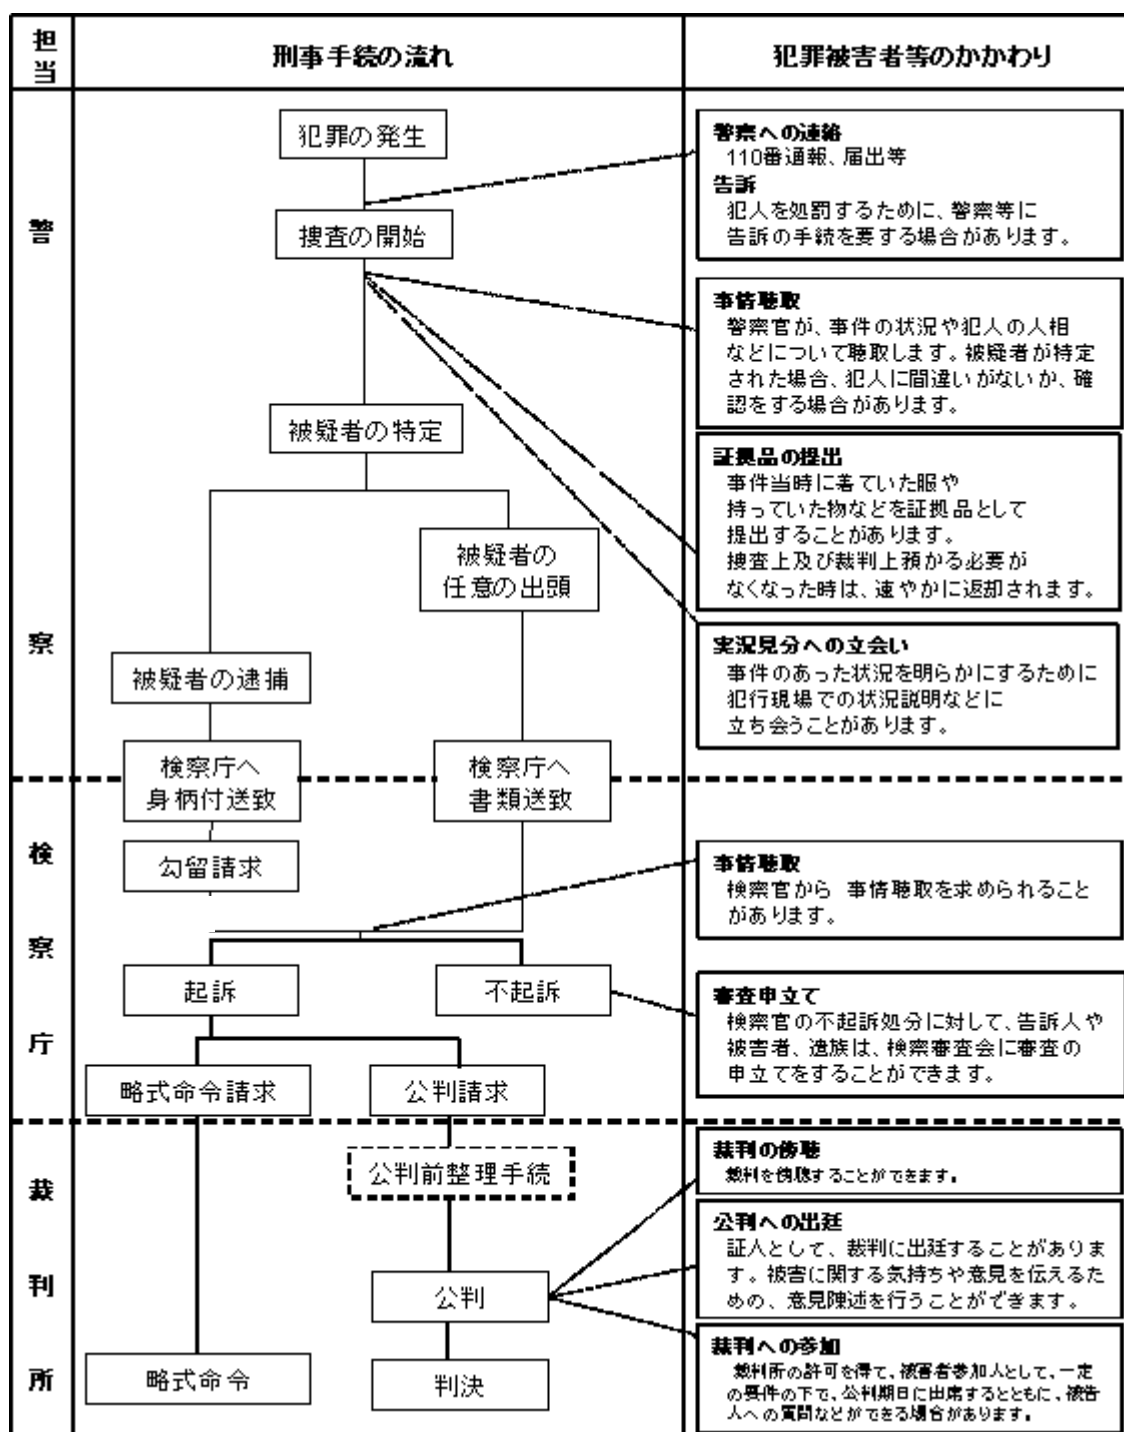 担当
刑事手続の流れ
犯罪被害者等のかかわり
警察
犯罪の発生
捜査の開始
被疑者の特定
被疑者の
任意の出頭
被疑者の逮捕
検察庁へ
身柄付送致
検察庁へ
書類送致
警察への連絡
110番通報、届出等
告訴
犯人を処罰するために、警察等に
告訴の手続を要する場合があります。
事情聴取
警察官が、事件の状況や犯人の人相
などについて聴取します。被疑者が特定
された場合、犯人に間違いがないか、確
認をする場合があります。
証拠品の提出
事件当時に着ていた服や
持っていた物などを証拠品として
提出することがあります。
捜査上及び裁判上預かる必要が
なくなった時は、速やかに返却されます。
実況見分への立会い
事件のあった状況を明らかにするために
犯行現場での状況説明などに
立ち会うことがあります。
検察庁
勾留請求
起訴
不起訴
略式命令請求
公判請求
事情聴取
検察官から 事情聴取を求められること
があります。
審査申立て
検察官の不起訴処分に対して、告訴人や
被害者、遺族は、検察審査会に審査の
申立てをすることができます。
裁判所
公判前整理手続
公判
略式命令
判決
裁判の傍聴
裁判を傍聴することができます。
公判への出廷
証人として、裁判に出廷することがありま
す。被害に関する気持ちや意見を伝えるた
めの、意見陳述を行うことができます。
裁判への参加
裁判所の許可を得て、被害者参加人として、一定
の要件の下で、公判期日に出席するとともに、被告
人への質問などができる場合があります。